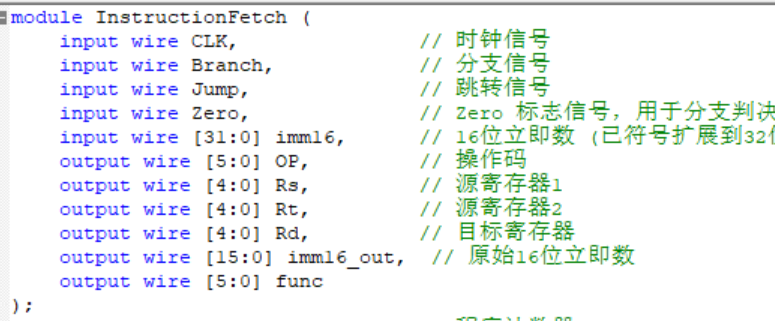 module InstructionFetch (
input wire CLK, // 时钟信号
input wire Branch, // 分支信号
input wire Jump, // 跳转信号
input wire Zero, // Zero 标志信号，用于分支判决
input wire [31:0] imm16, // 16位立即数 (已符号扩展到32
output wire [5:0] OP, // 操作码
output wire [4:0] Rs, // 源寄存器1
output wire [4:0] Rt, // 源寄存器2
output wire [4:0] Rd, // 目标寄存器
output wire [15:0] imm16_out, // 原始16位立即数
output wire [5:0] func
);